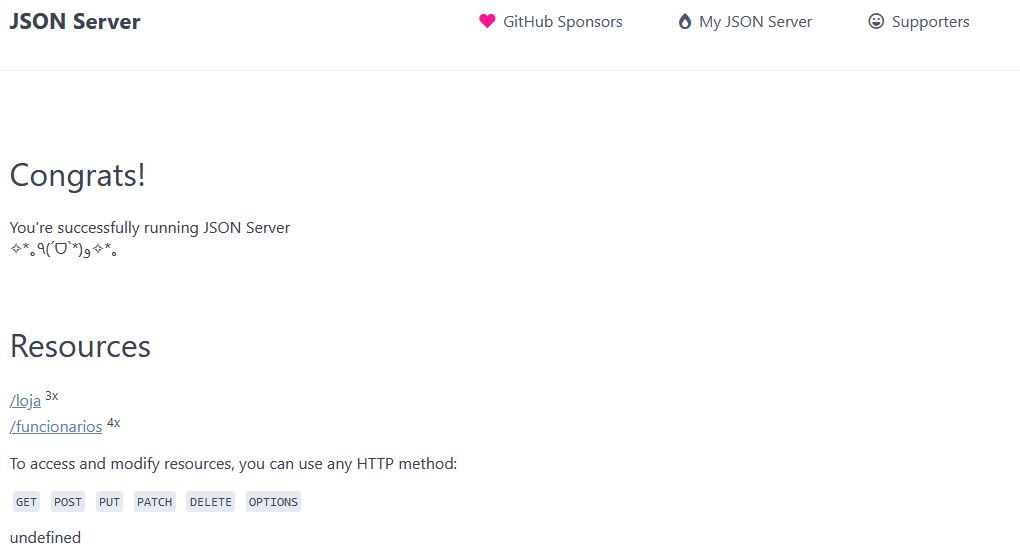 JSON Server
GitHub Sponsors
My JSON Server
Supporters
Congrats!
You're successfully running JSON Server
✧*｡٩(ˊᗜˋ*)و✧*｡
Resources
/loja 3x
/funcionarios 4x
To access and modify resources, you can use any HTTP method:
GET POST PUT PATCH DELETE OPTIONS
undefined